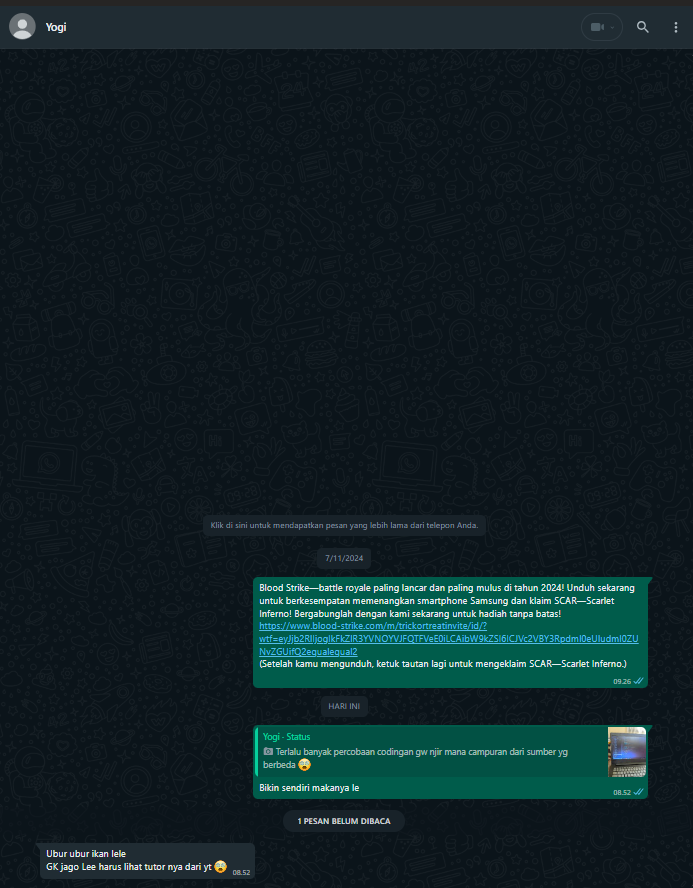 Yogi
Klik di sini untuk mendapatkan pesan yang lebih lama dari telepon Anda.
7/11/2024
Blood Strike—battle royale paling lancar dan paling mulus di tahun 2024! Unduh sekarang
untuk berkesempatan memenangkan smartphone Samsung dan klaim SCAR—Scarlet
Inferno! Bergabunglah dengan kami sekarang untuk hadiah tanpa batas!
https://www.blood-strike.com/m/trickortreatinvite/id/?
(Setelah kamu mengunduh, ketuk tautan lagi untuk mengeklaim SCAR—Scarlet Inferno.)
09.26
HARI INI
Yogi · Status
Terlalu banyak percobaan codingan gw njir mana campuran dari sumber yg
berbeda 😭
Bikin sendiri makanya le
08.52
1 PESAN BELUM DIBACA
Ubur ubur ikan lele
GK jago Lee harus lihat tutor nya dari yt 😭
08.52